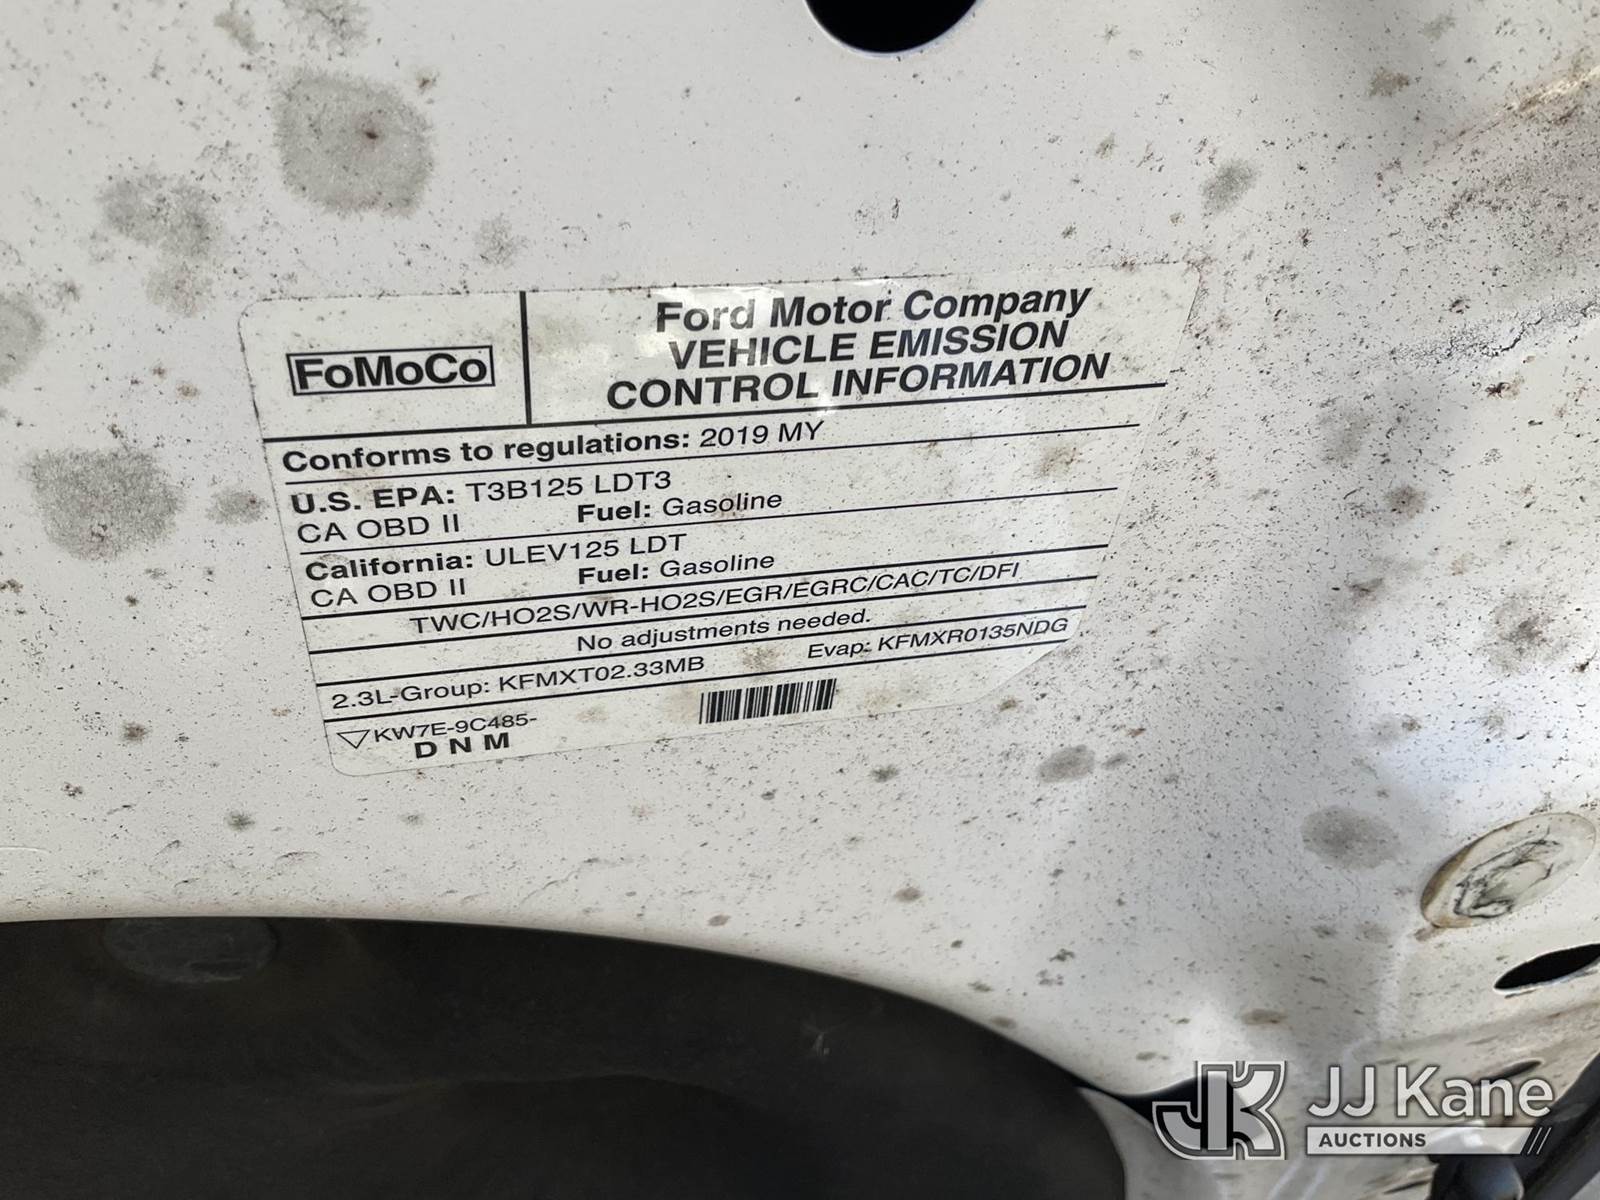 FoMoCo
Ford Motor Company
VEHICLE EMISSION
CONTROL INFORMATION
Conforms to regulations: 2019 MY
U.S. EPA: T3B125 LDT3
CA OBD II Fuel: Gasoline
California: ULEV125 LDT
CA OBD II Fuel: Gasoline
TWC/HO2S/WR-HO2S/EGR/EGRC/CAC/TC/DFI
No adjustments needed.
2.3L-Group: KFMXT02.33MB Evap: KFMXR0135NDG
KW7E-9C485-
D N M
JK JJ Kane
AUCTIONS